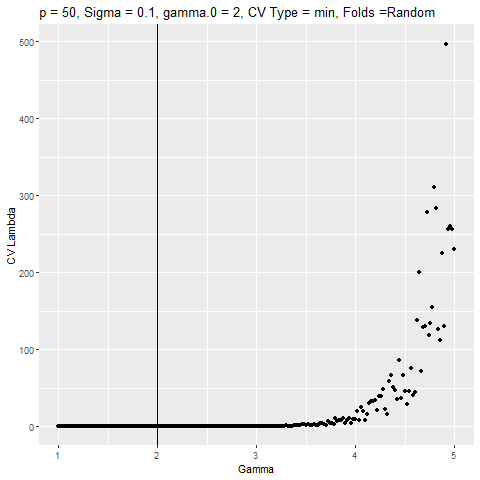 p = 50, Sigma = 0.1, gamma.0 = 2, CV Type = min, Folds =Random
500
400
300
200
100
0
CV Lambda
1 2 3 4 5
Gamma